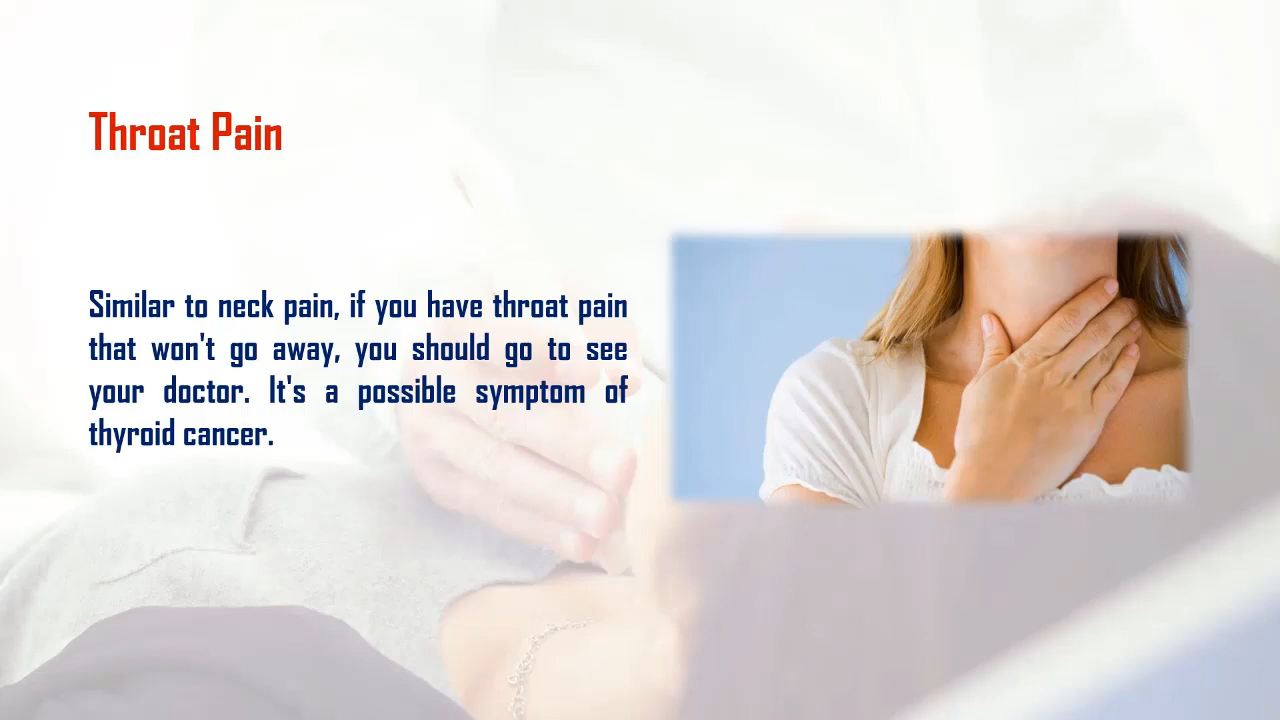 Throat Pain
Similar to neck pain, if you have throat pain
that won't go away, you should go to see
your doctor. It's a possible symptom of
thyroid cancer.